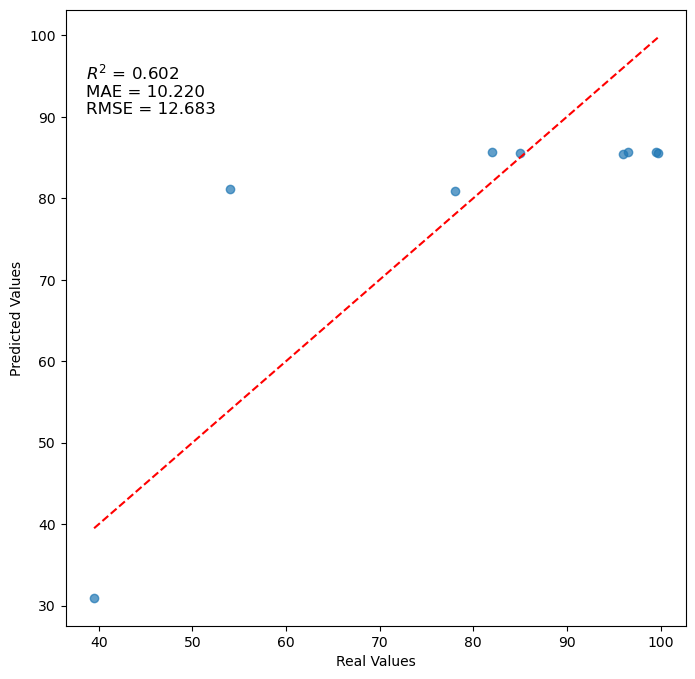 100
R² = 0.602
MAE = 10.220
RMSE = 12.683
90
80
70
60
50
40
30
Predicted Values
40 50 60 70 80 90 100
Real Values